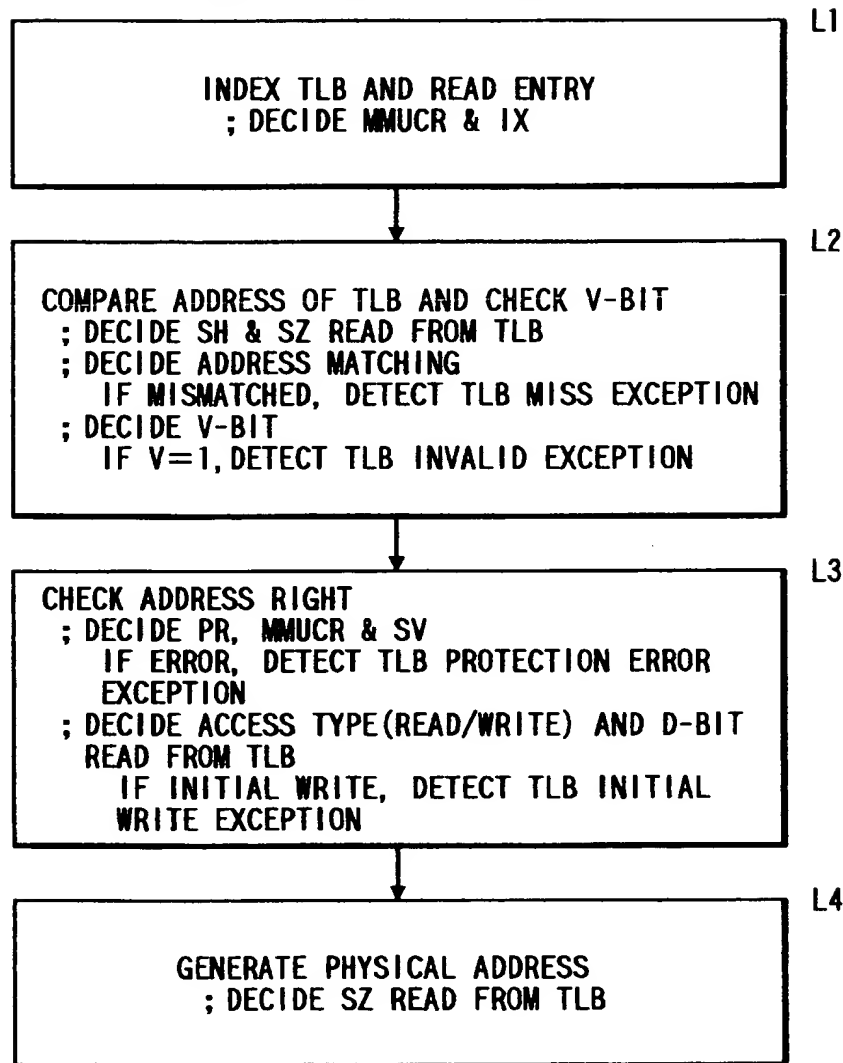 L1
INDEX TLB AND READ ENTRY
; DECIDE MMUCR & IX
L2
COMPARE ADDRESS OF TLB AND CHECK V-BIT
; DECIDE SH & SZ READ FROM TLB
; DECIDE ADDRESS MATCHING
IF MISMATCHED, DETECT TLB MISS EXCEPTION
; DECIDE V-BIT
IF V=1, DETECT TLB INVALID EXCEPTION
L3
CHECK ADDRESS RIGHT
; DECIDE PR, MMUCR & SV
IF ERROR, DETECT TLB PROTECTION ERROR
EXCEPTION
; DECIDE ACCESS TYPE(READ/WRITE) AND D-BIT
READ FROM TLB
IF INITIAL WRITE, DETECT TLB INITIAL
WRITE EXCEPTION
L4
GENERATE PHYSICAL ADDRESS
; DECIDE SZ READ FROM TLB